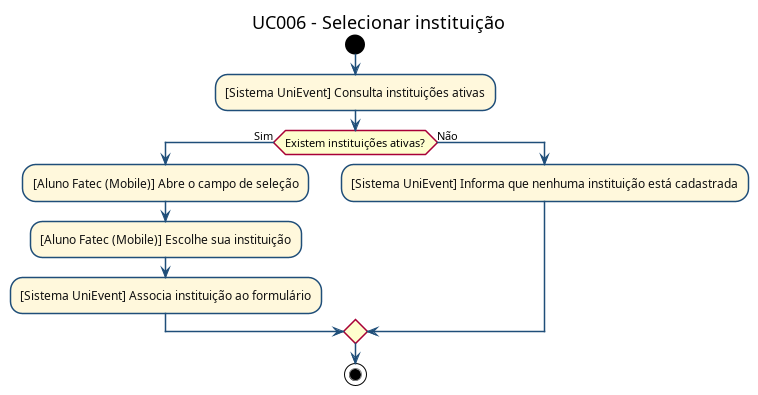 UC006 - Selecionar instituição
[Sistema UniEvent] Consulta instituições ativas
Sim
Existem instituições ativas?
Não
[Aluno Fatec (Mobile)] Abre o campo de seleção
[Sistema UniEvent] Informa que nenhuma instituição está cadastrada
[Aluno Fatec (Mobile)] Escolhe sua instituição
[Sistema UniEvent] Associa instituição ao formulário